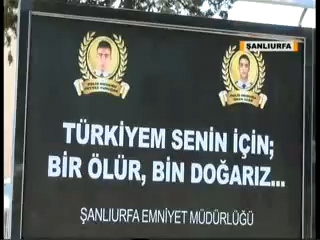 ŞANLIURFA
TÜRKİYEM SENİN İÇİN;
BİR ÖLÜR, BİN DOĞARIZ...
ŞANLIURFA EMNİYET MÜDÜRLÜĞÜ